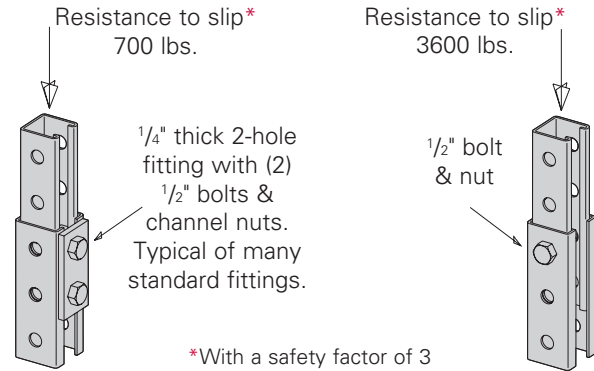 Resistance to slip*
700 lbs.
Resistance to slip*
3600 lbs.
1/4" thick 2-hole
fitting with (2)
1/2" bolts &
channel nuts.
Typical of many
standard fittings.
1/2" bolt
& nut
*With a safety factor of 3